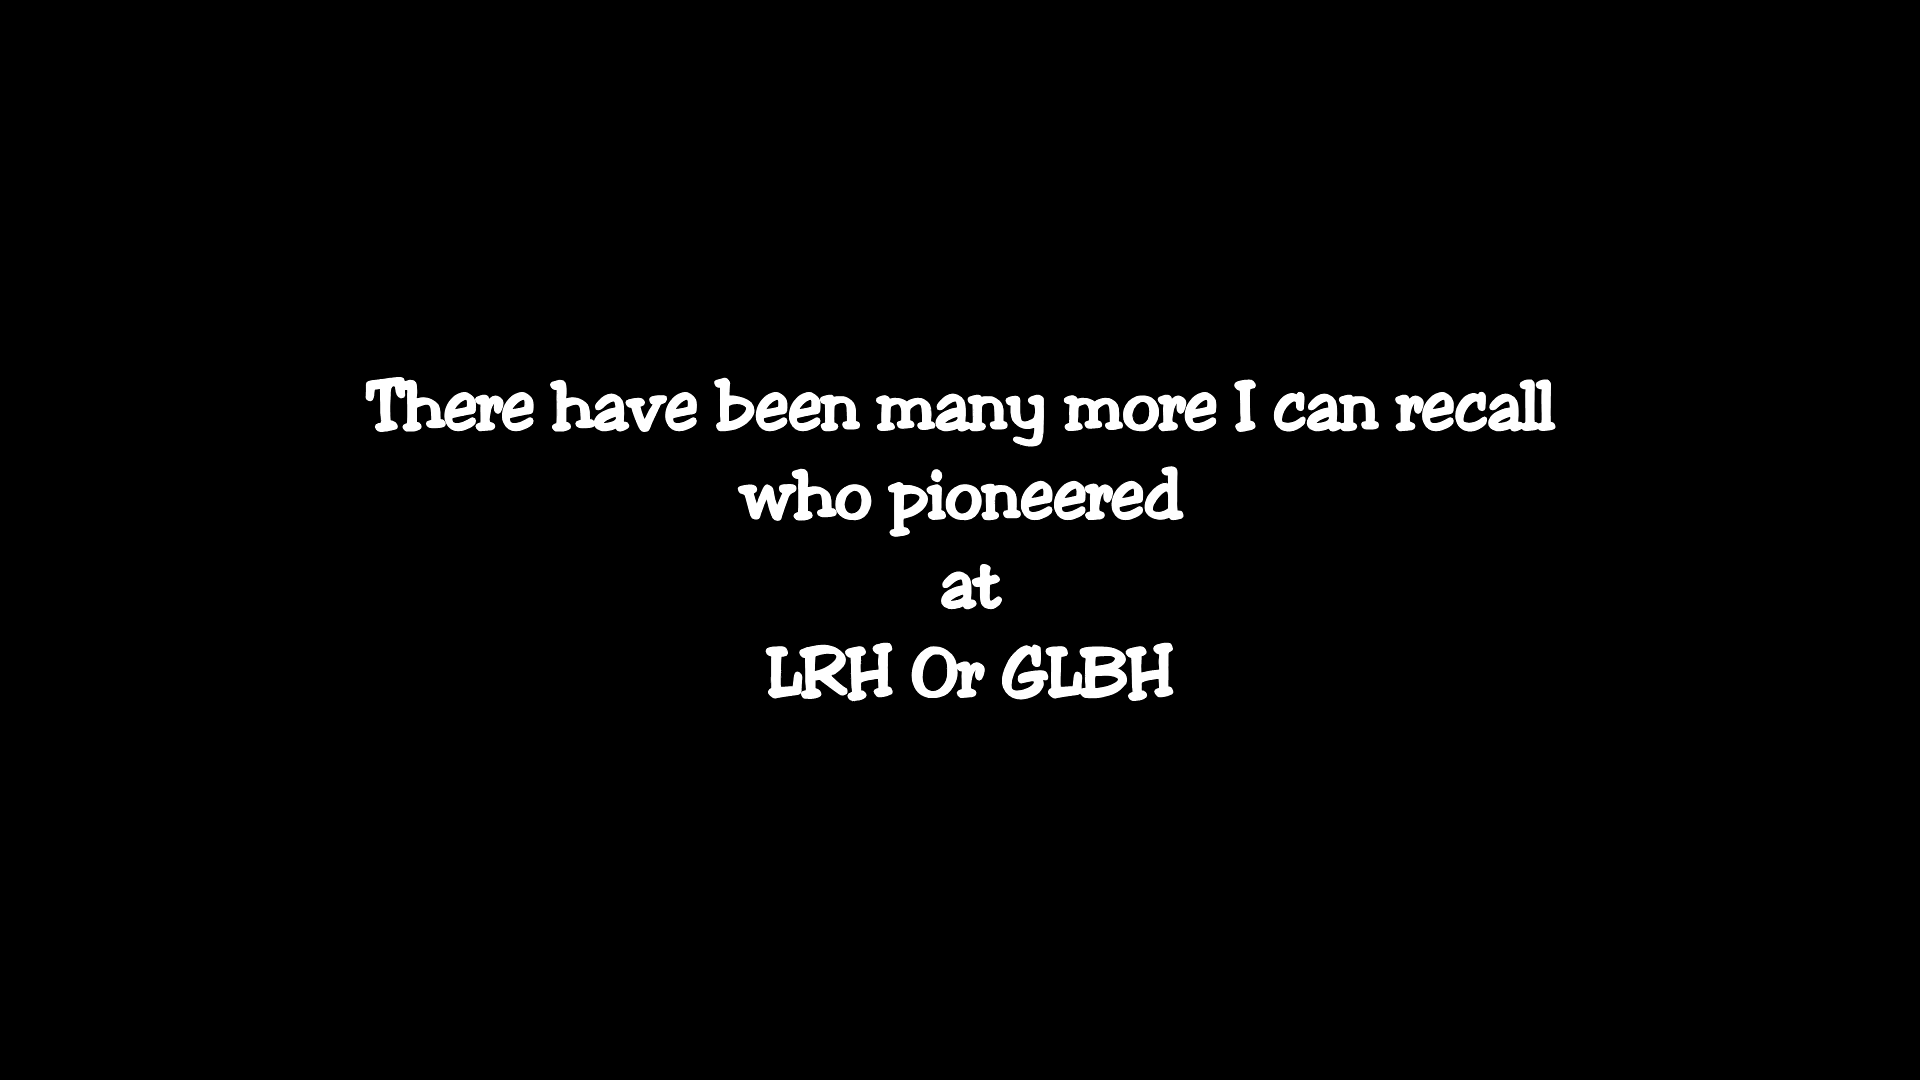 There have been many more I can recall
who pioneered
at
LRH Or GLBH